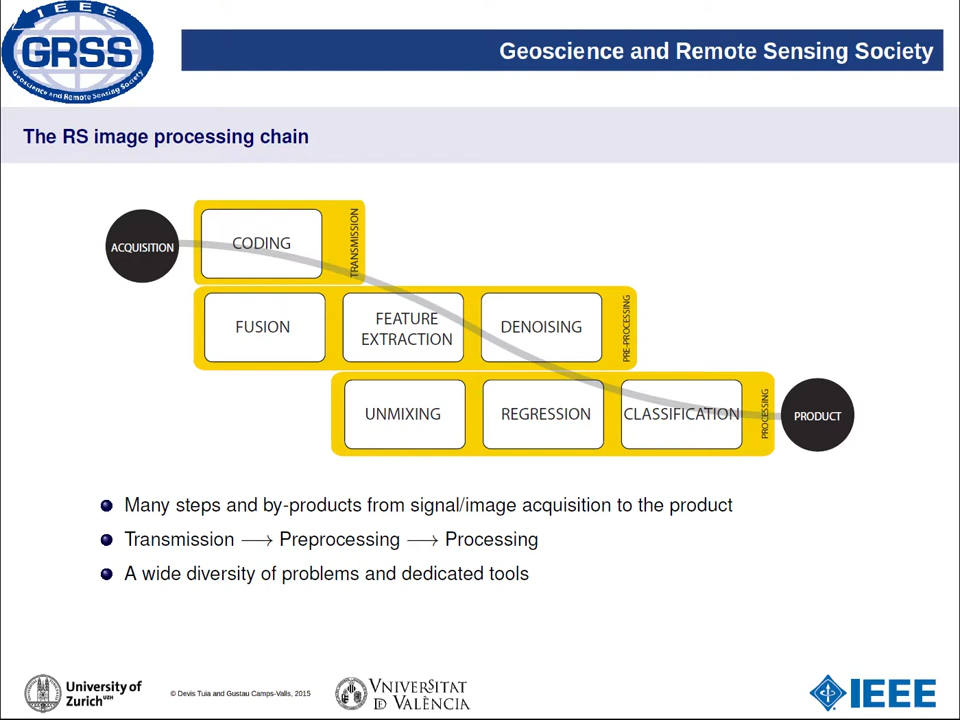 IEEE
GRSS
Geoscience and Remote Sensing Society
Geoscience and Remote Sensing Society
The RS image processing chain
ACQUISITION
CODING
TRANSMISSION
FUSION
FEATURE
EXTRACTION
DENOISING
PRE-PROCESSING
UNMIXING
REGRESSION
CLASSIFICATION
PROCESSING
PRODUCT
Many steps and by-products from signal/image acquisition to the product
Transmission ⟶ Preprocessing ⟶ Processing
A wide diversity of problems and dedicated tools
University of
Zurich UZH
© Devis Tuia and Gustau Camps-Valls, 2015
VNIVERSITAT
D VALÈNCIA
IEEE